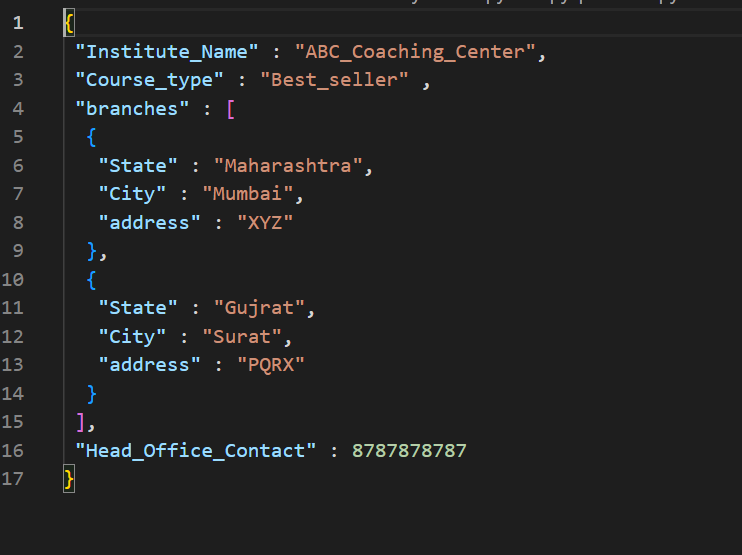 1 {
2 "Institute_Name" : "ABC_Coaching_Center",
3 "Course_type" : "Best_seller" ,
4 "branches" : [
5 {
6 "State" : "Maharashtra",
7 "City" : "Mumbai",
8 "address" : "XYZ"
9 },
10 {
11 "State" : "Gujrat",
12 "City" : "Surat",
13 "address" : "PQRX"
14 }
15 ],
16 "Head_Office_Contact" : 8787878787
17 }